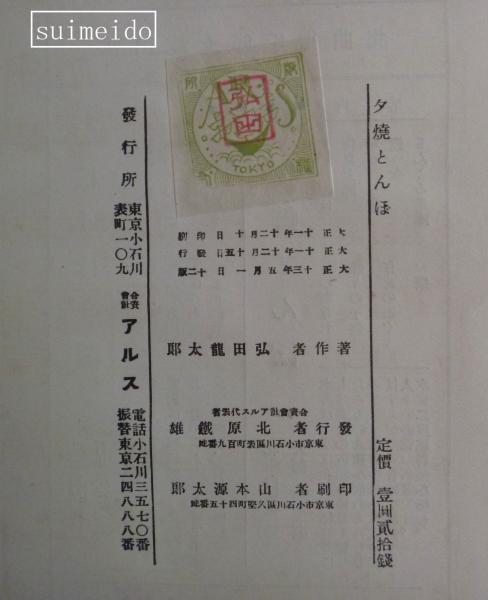 suimeido
夕燒とんぼ
TOKYO
弘田
大正十一年十二月十日印刷
大正十一年十二月十五日發行
大正十三年五月一日十二版
著作者 弘田龍太郎
合資會社アルス代表者
發行者 北原鐵雄
東京市小石川區表町百九番地
印刷者 山本源太郎
東京市小石川區久堅町四十五番地
定價 壹圓貳拾錢
發行所
東京小石川
表町一〇九
合資會社
アルス
電話小石川三五七〇番
振替東京二四八八八番